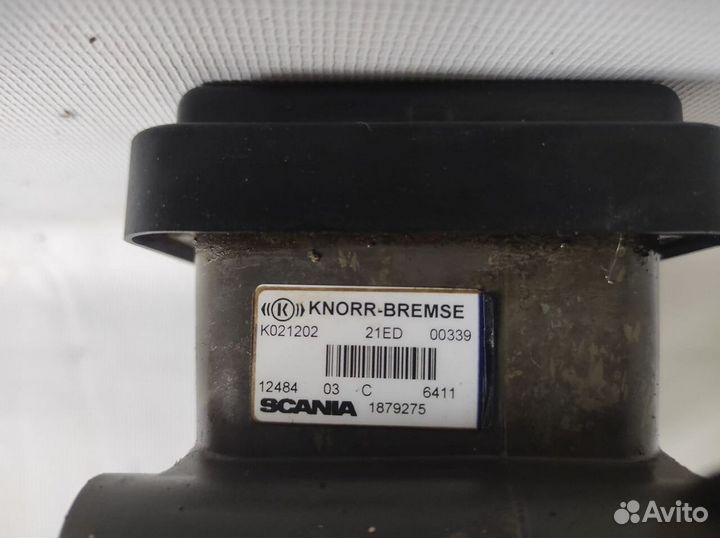 KNORR-BREMSE
K021202 21ED 00339
12484 03 C 6411
SCANIA 1879275
Avito